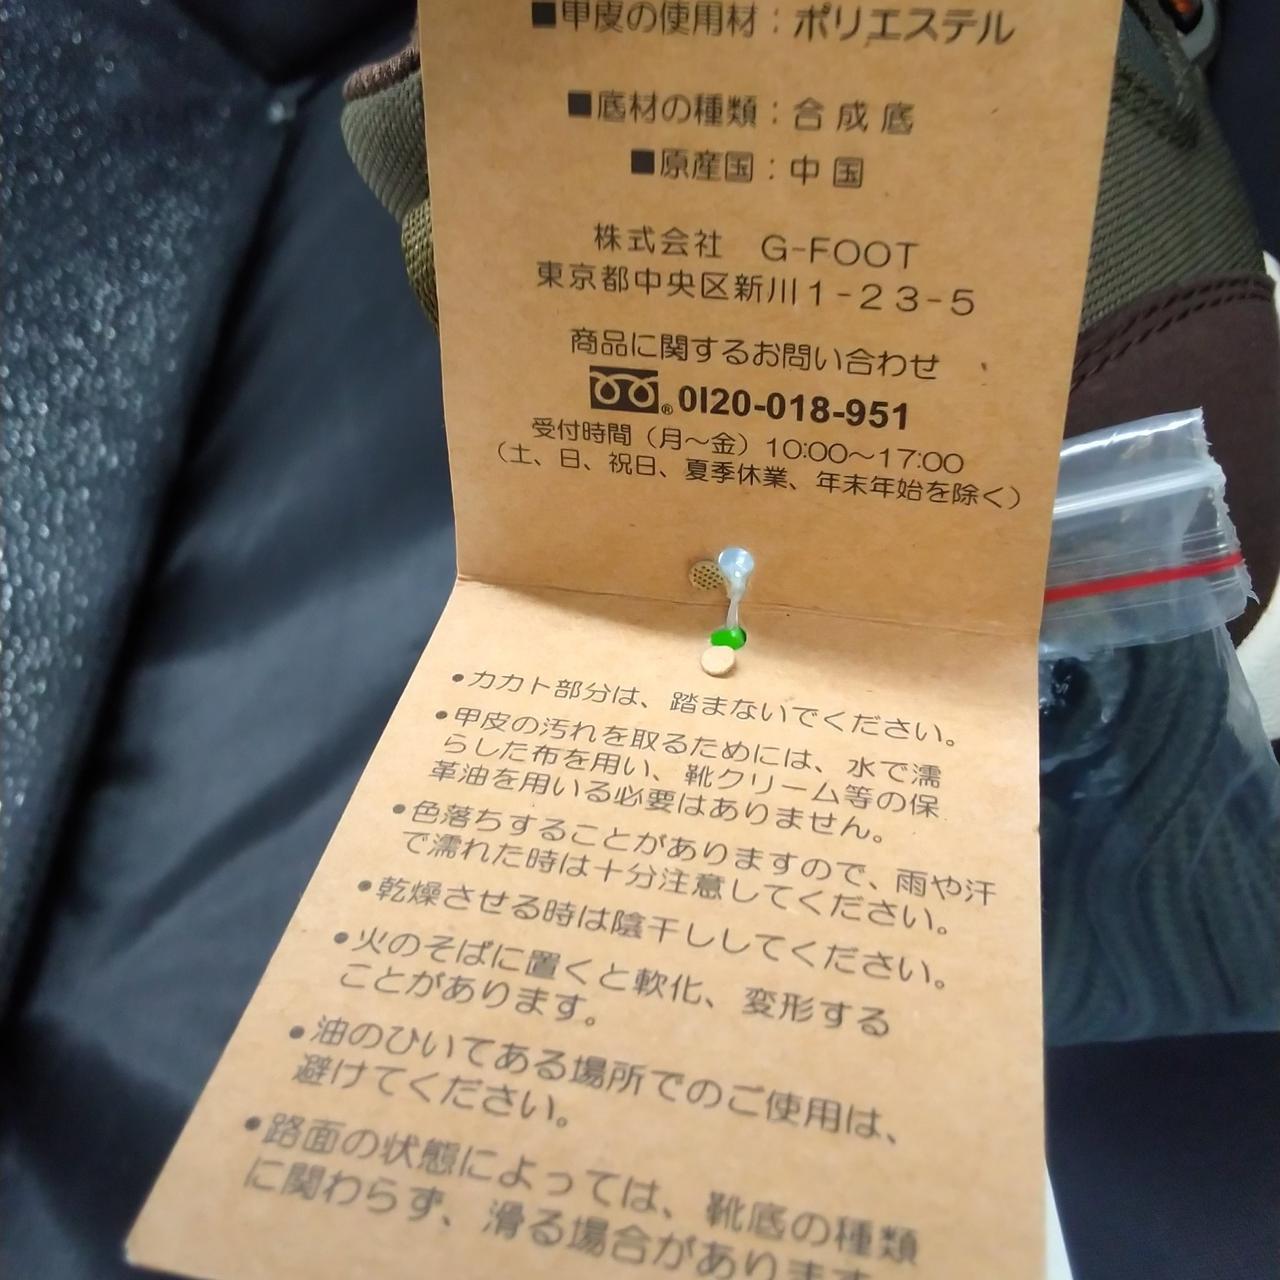 ■甲皮の使用材：ポリエステル
■底材の種類：合成底
■原産国：中国
株式会社　G-FOOT
東京都中央区新川1-23-5
商品に関するお問い合わせ
® 0120-018-951
受付時間（月～金）10:00～17:00
（土、日、祝日、夏季休業、年末年始を除く）
●カカト部分は、踏まないでください。
●甲皮の汚れを取るためには、水で濡
らした布を用い、靴クリーム等の保
革油を用いる必要はありません。
●色落ちすることがありますので、雨や汗
で濡れた時は十分注意してください。
●乾燥させる時は陰干ししてください。
●火のそばに置くと軟化、変形する
ことがあります。
●油のひいてある場所でのご使用は、
避けてください。
●路面の状態によっては、靴底の種類
に関わらず、滑る場合があります